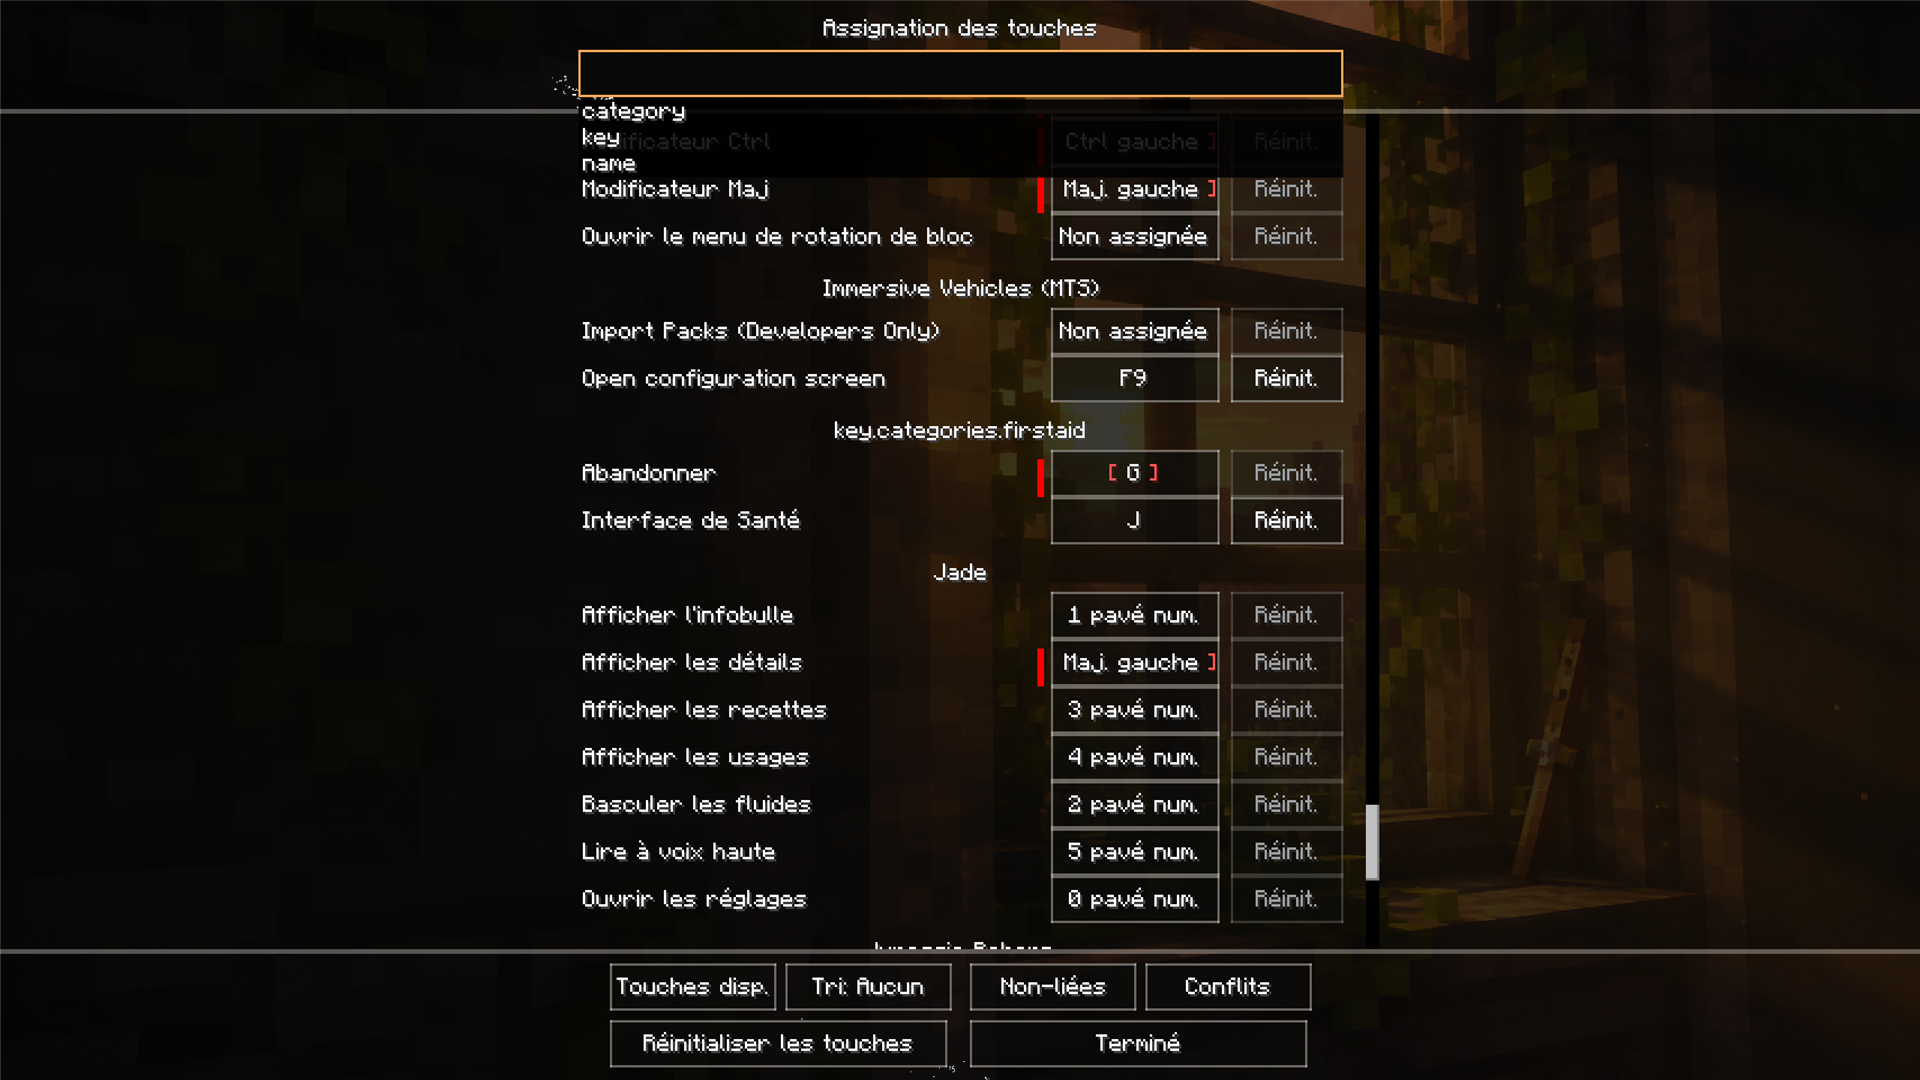 Assignation des touches
category
key
name
Modificateur Ctrl Ctrl gauche ] Réinit.
Modificateur Maj Maj. gauche ] Réinit.
Ouvrir le menu de rotation de bloc Non assignée Réinit.
Immersive Vehicles (MTS)
Import Packs (Developers Only) Non assignée Réinit.
Open configuration screen F9 Réinit.
key.categories.firstaid
Abandonner [ G ] Réinit.
Interface de Santé J Réinit.
Jade
Afficher l'infobulle 1 pavé num. Réinit.
Afficher les détails Maj. gauche ] Réinit.
Afficher les recettes 3 pavé num. Réinit.
Afficher les usages 4 pavé num. Réinit.
Basculer les fluides 2 pavé num. Réinit.
Lire à voix haute 5 pavé num. Réinit.
Ouvrir les réglages 0 pavé num. Réinit.
Touches disp. Tri: Aucun Non-liées Conflits
Réinitialiser les touches Terminé